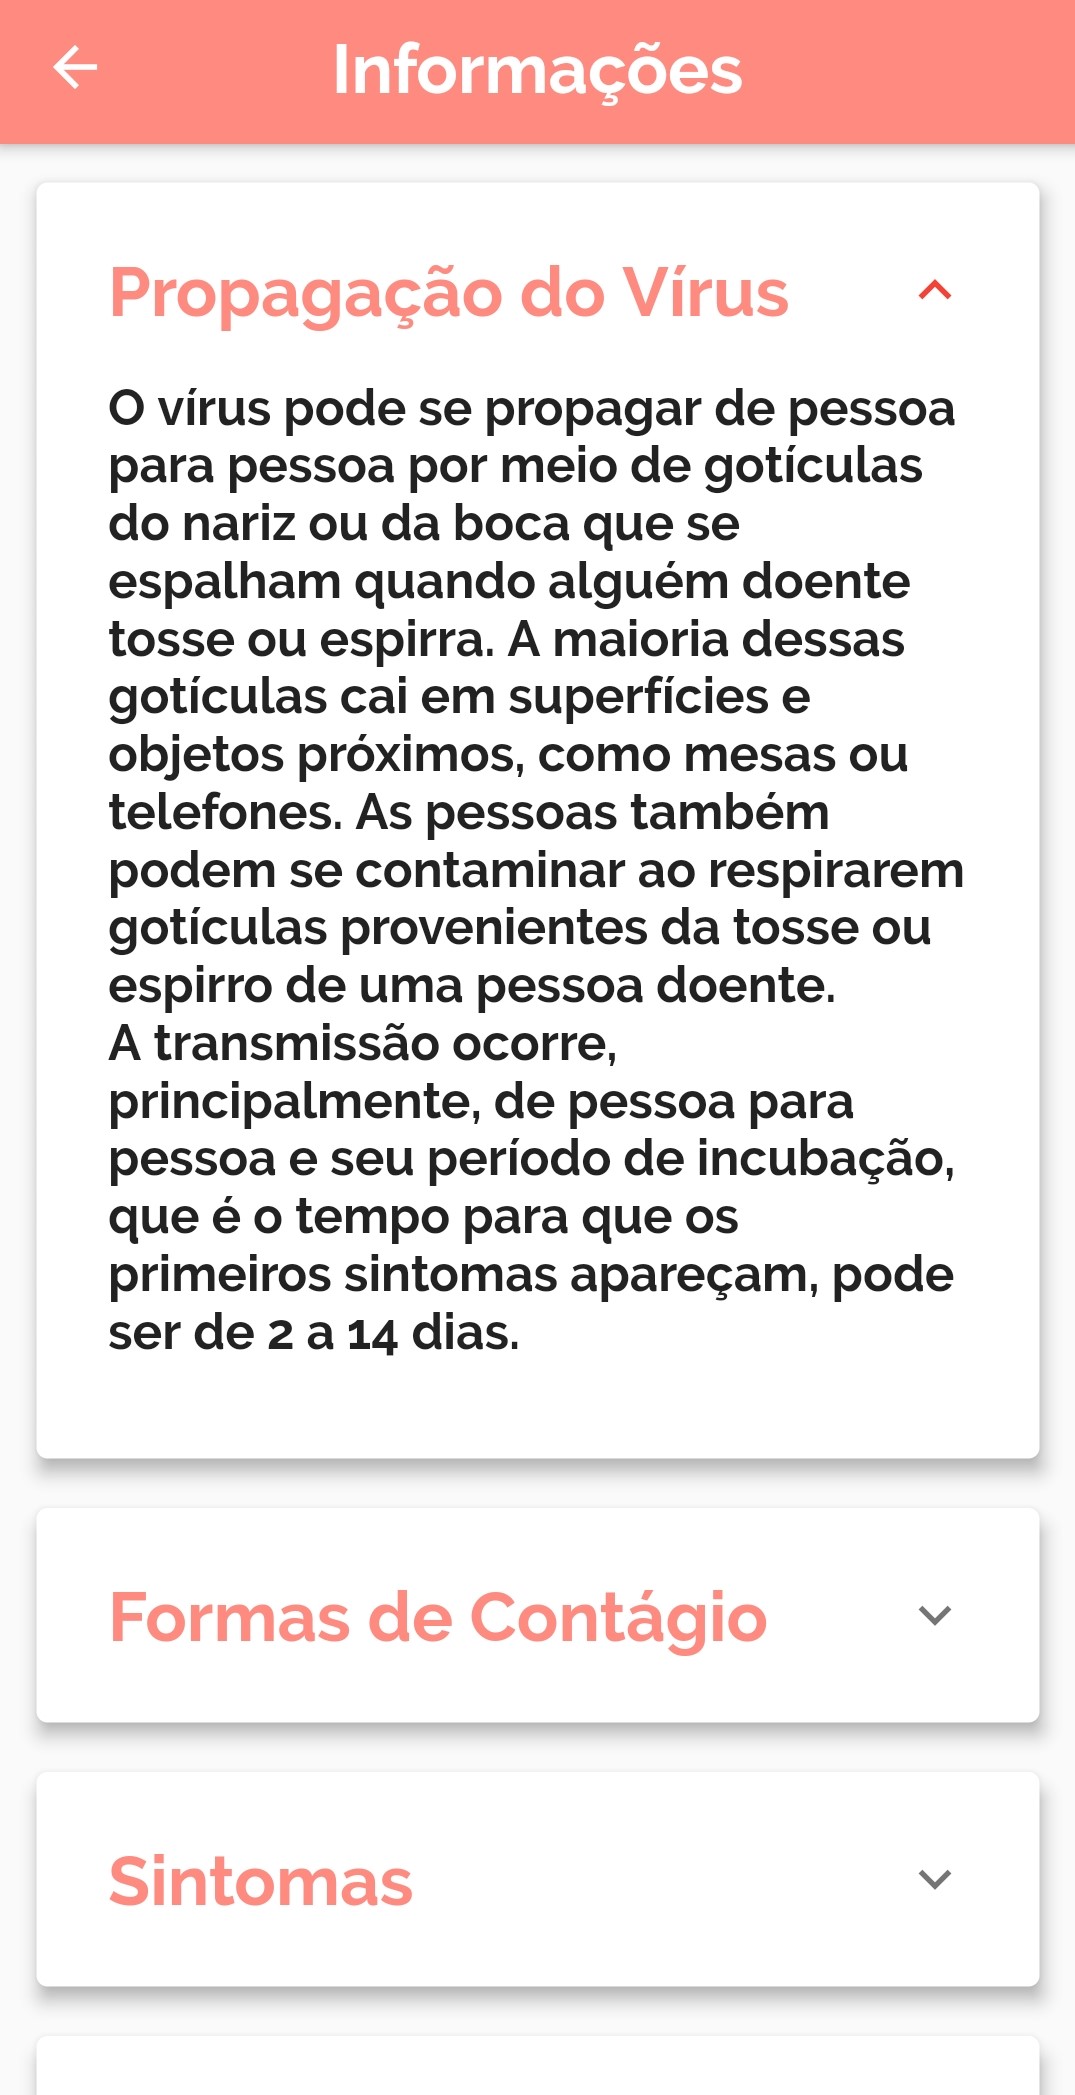 Informações
Propagação do Vírus
O vírus pode se propagar de pessoa
para pessoa por meio de gotículas
do nariz ou da boca que se
espalham quando alguém doente
tosse ou espirra. A maioria dessas
gotículas cai em superfícies e
objetos próximos, como mesas ou
telefones. As pessoas também
podem se contaminar ao respirarem
gotículas provenientes da tosse ou
espirro de uma pessoa doente.
A transmissão ocorre,
principalmente, de pessoa para
pessoa e seu período de incubação,
que é o tempo para que os
primeiros sintomas apareçam, pode
ser de 2 a 14 dias.
Formas de Contágio
Sintomas